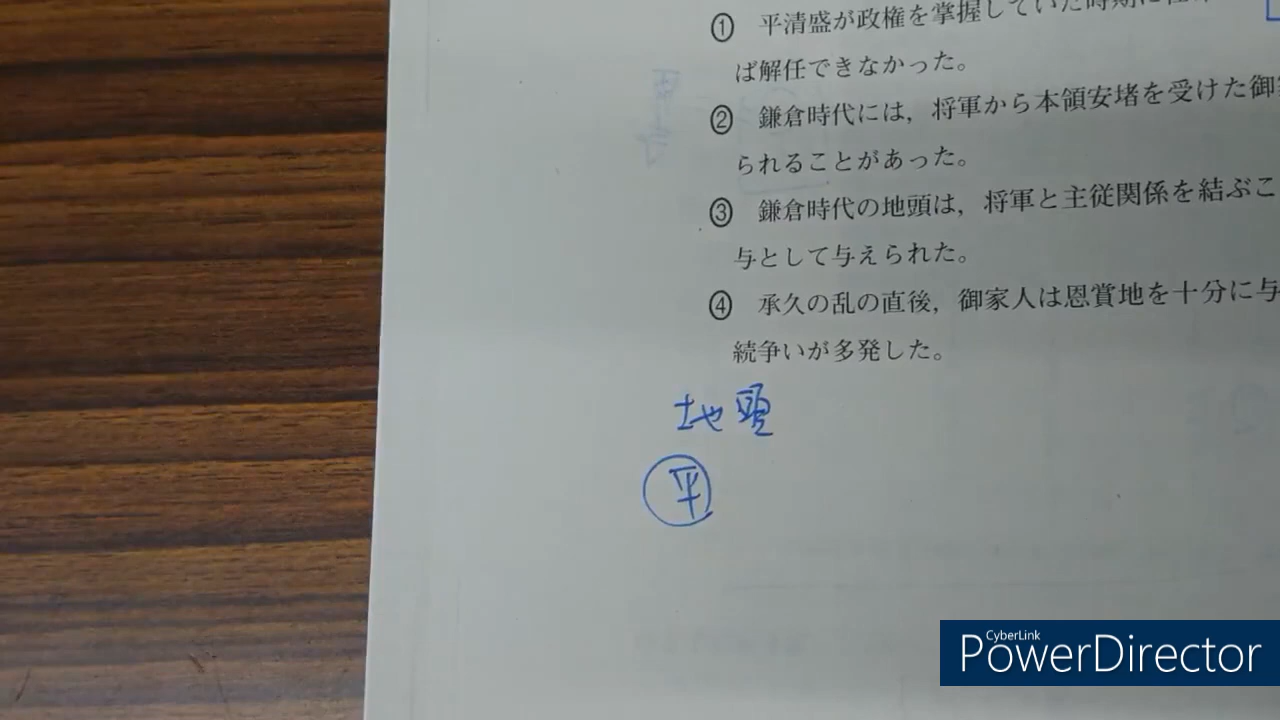 ① 平清盛が政権を掌握していた時期に
ば解任できなかった。
② 鎌倉時代には，将軍から本領安堵を受けた御
られることがあった。
③ 鎌倉時代の地頭は，将軍と主従関係を結ぶこ
与として与えられた。
④ 承久の乱の直後，御家人は恩賞地を十分に与
続争いが多発した。
地頭
平
CyberLink
PowerDirector